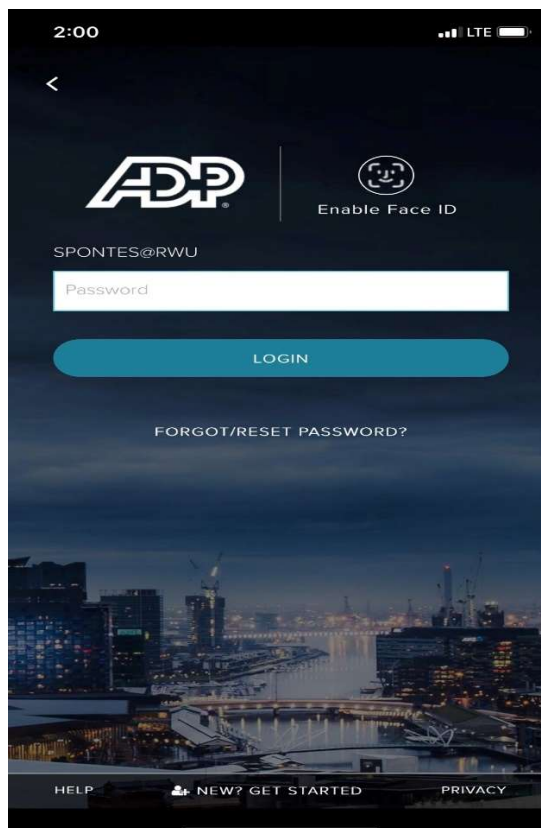 2:00 LTE
ADP
Enable Face ID
SPONTES@RWU
Password
LOGIN
FORGOT/RESET PASSWORD?
HELP NEW? GET STARTED PRIVACY